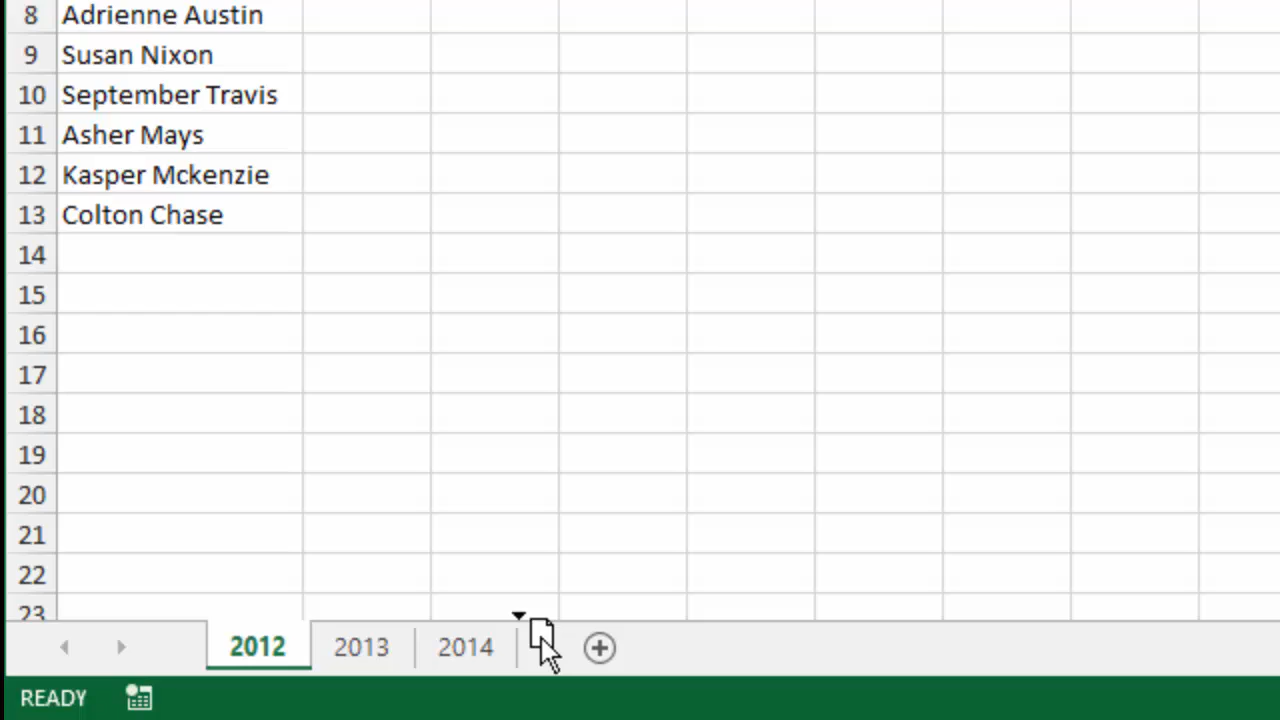 8 Adrienne Austin
9 Susan Nixon
10 September Travis
11 Asher Mays
12 Kasper Mckenzie
13 Colton Chase
14
15
16
17
18
19
20
21
22
23
2012 2013 2014
READY